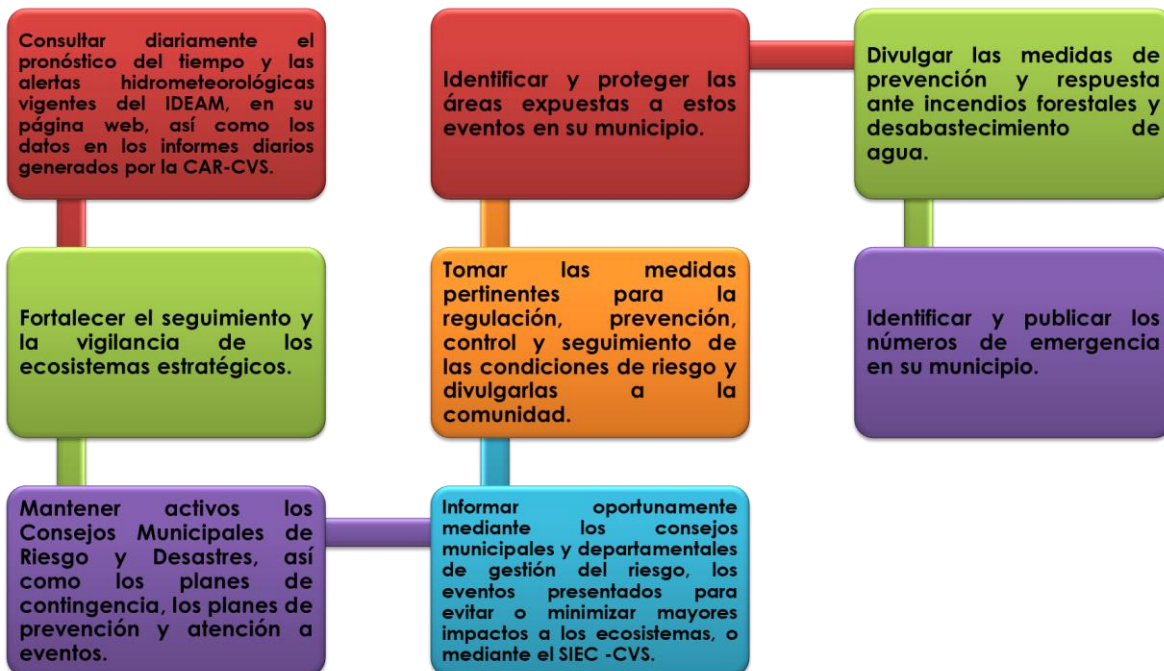 Consultar diariamente el
pronóstico del tiempo y las
alertas hidrometeorológicas
vigentes del IDEAM, en su
página web, así como los
datos en los informes diarios
generados por la CAR-CVS.
Fortalecer el seguimiento y
la vigilancia de los
ecosistemas estratégicos.
Mantener activos los
Consejos Municipales de
Riesgo y Desastres, así
como los planes de
contingencia, los planes de
prevención y atención a
eventos.
Informar oportunamente
mediante los consejos
municipales y departamentales
de gestión del riesgo, los
eventos presentados para
evitar o minimizar mayores
impactos a los ecosistemas, o
mediante el SIEC -CVS.
Tomar las medidas
pertinentes para la
regulación, prevención,
control y seguimiento de
las condiciones de riesgo y
divulgarlas a la
comunidad.
Identificar y proteger las
áreas expuestas a estos
eventos en su municipio.
Divulgar las medidas de
prevención y respuesta
ante incendios forestales y
desabastecimiento de
agua.
Identificar y publicar los
números de emergencia
en su municipio.